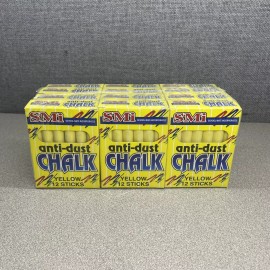 SMi SMi SMi
anti-dust anti-dust anti-dust
CHALK CHALK CHALK
YELLOW YELLOW YELLOW
12 STICKS 12 STICKS 12 STICKS